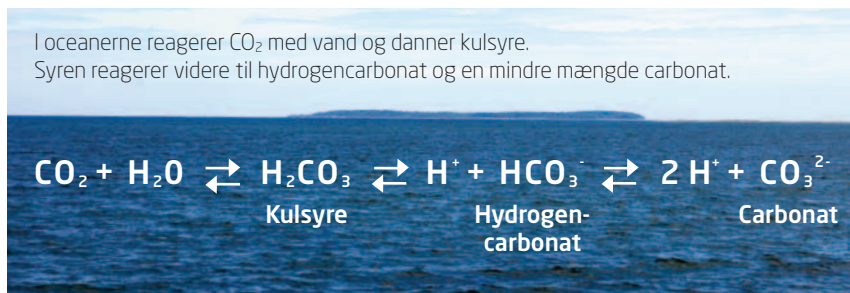 I oceanerne reagerer CO₂ med vand og danner kulsyre.
Syren reagerer videre til hydrogencarbonat og en mindre mængde carbonat.
CO₂ + H₂O ⇄ H₂CO₃ ⇄ H⁺ + HCO₃⁻ ⇄ 2 H⁺ + CO₃²⁻
Kulsyre Hydrogen- Carbonat
carbonat